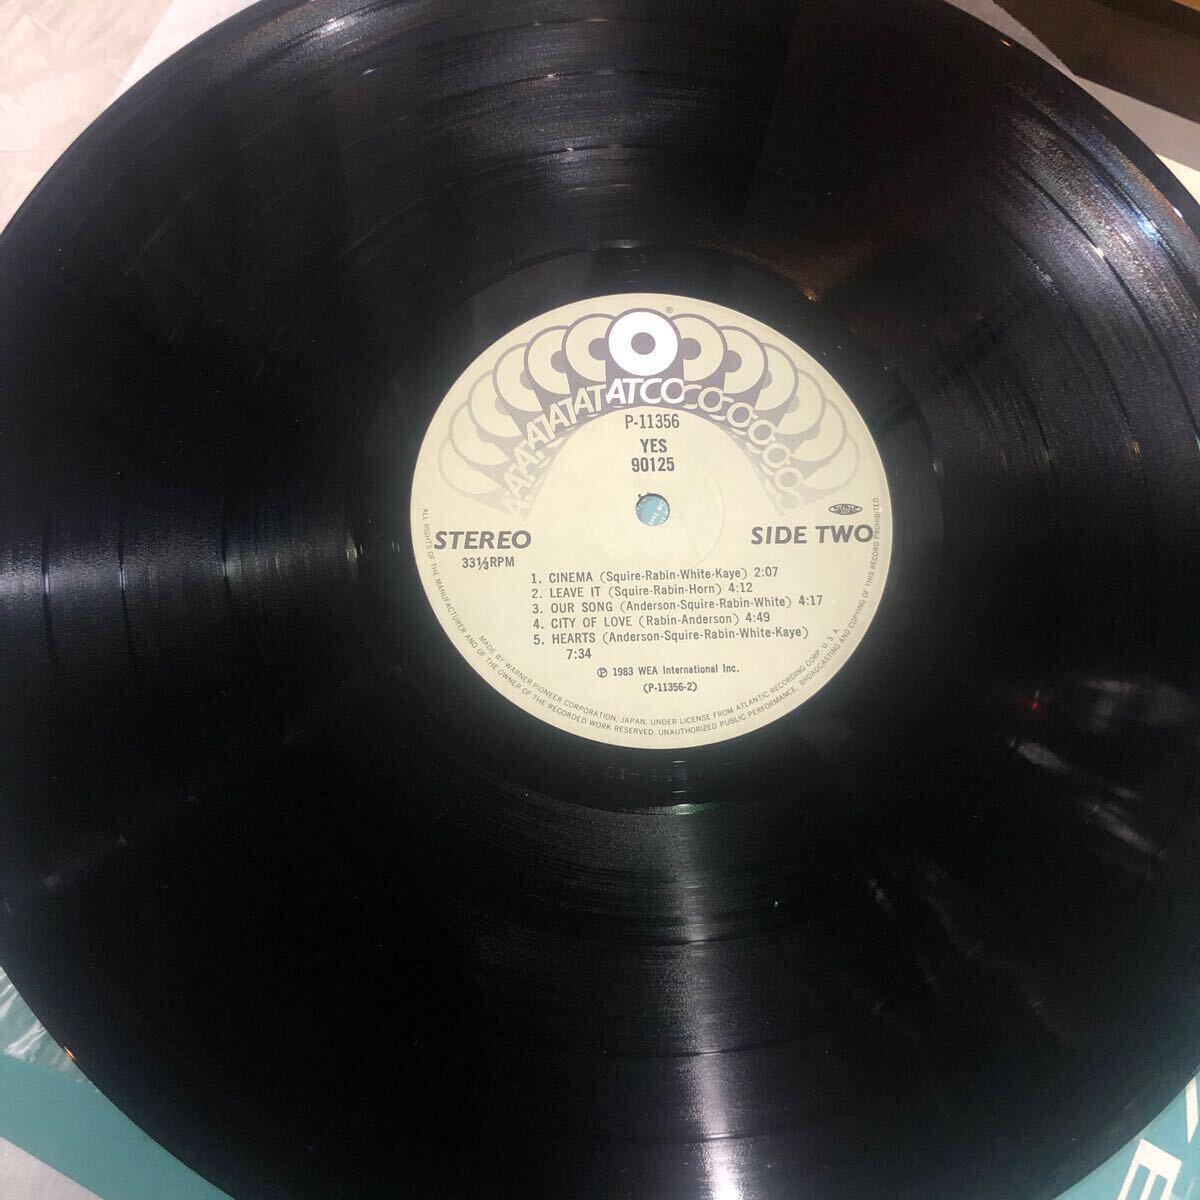 ®
ATCO
P-11356
YES
90125
STEREO
33⅓RPM
SIDE TWO
JASRAC
1. CINEMA (Squire-Rabin-White-Kaye) 2:07
2. LEAVE IT (Squire-Rabin-Horn) 4:12
3. OUR SONG (Anderson-Squire-Rabin-White) 4:17
4. CITY OF LOVE (Rabin-Anderson) 4:49
5. HEARTS (Anderson-Squire-Rabin-White-Kaye)
7:34
℗ 1983 WEA International Inc.
(P-11356-2)
MADE BY WARNER-PIONEER CORPORATION, JAPAN, UNDER LICENSE FROM ATLANTIC RECORDING CORP., U.S.A.
ALL RIGHTS OF THE MANUFACTURER AND OF THE OWNER OF THE RECORDED WORK RESERVED. UNAUTHORIZED PUBLIC PERFORMANCE, BROADCASTING AND COPYING OF THIS RECORD PROHIBITED.